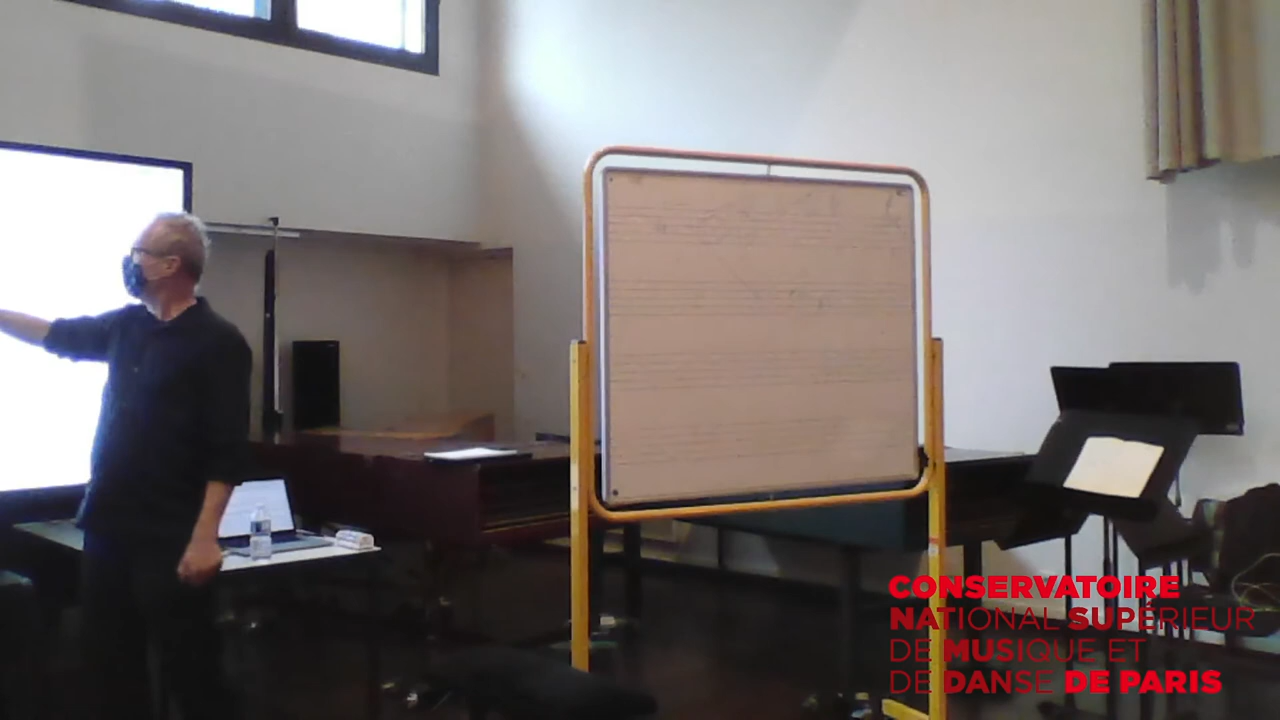 CONSERVATOIRE
NATIONAL SUPÉRIEUR
DE MUSIQUE ET
DE DANSE DE PARIS